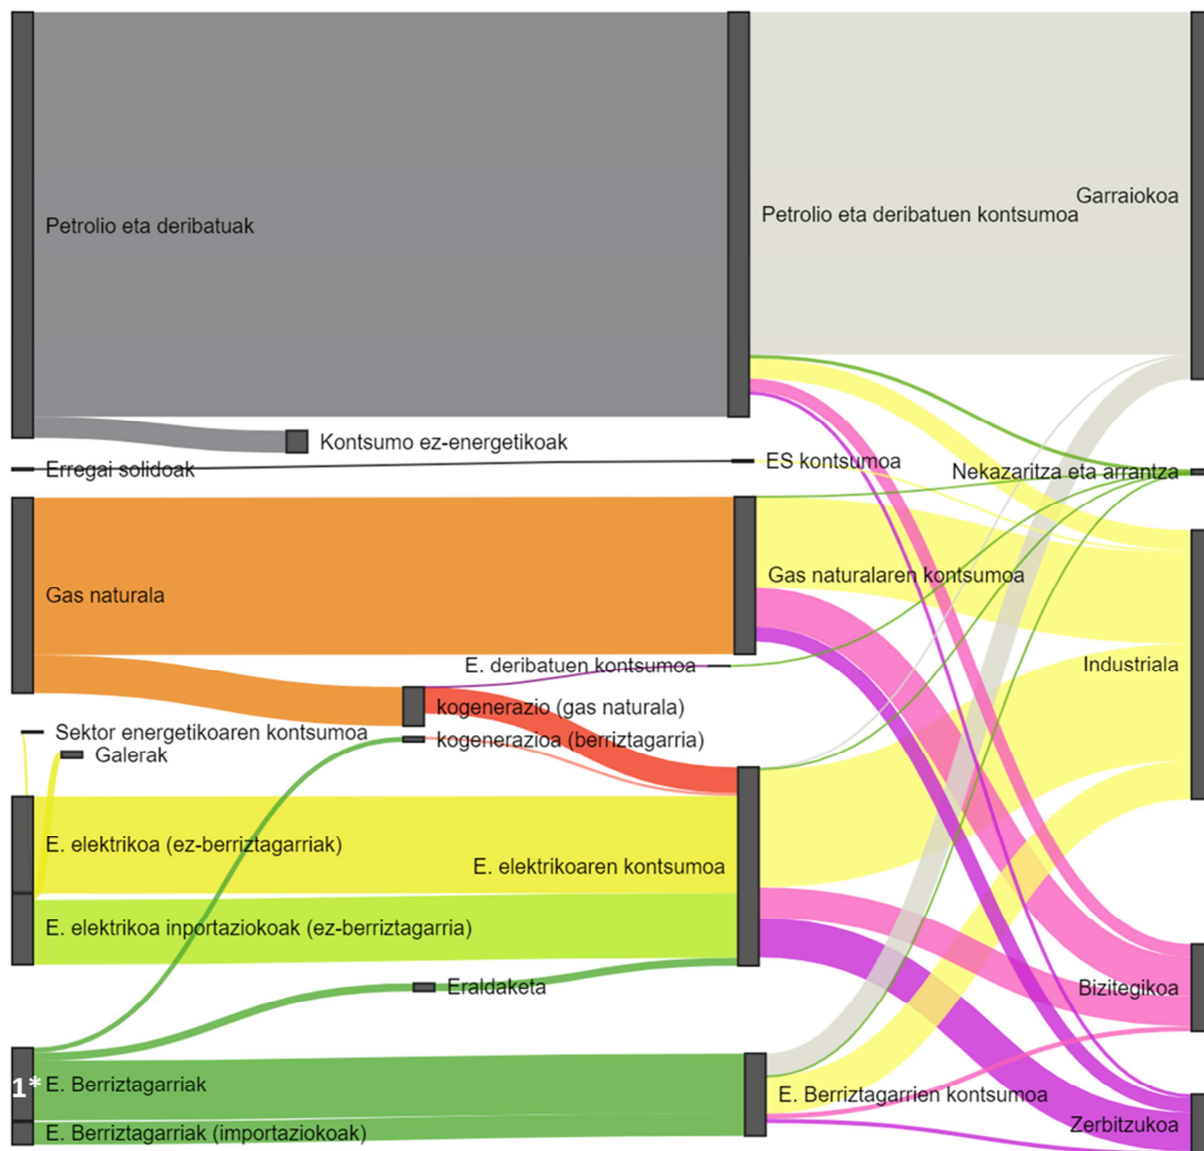 Garraiokoa
Petrolio eta deribatuen kontsumoa
Petrolio eta deribatuak
Kontsumo ez-energetikoak
ES kontsumoa
Erregai solidoak
Nekazaritza eta arrantza
Gas naturalaren kontsumoa
Gas naturala
Industriala
E. deribatuen kontsumoa
kogenerazio (gas naturala)
Sektor energetikoaren kontsumoa
kogenerazioa (berriztagarria)
Galerak
E. elektrikoa (ez-berriztagarriak)
E. elektrikoaren kontsumoa
E. elektrikoa inportaziokoak (ez-berriztagarria)
Eraldaketa
Bizitegikoa
1* E. Berriztagarriak
E. Berriztagarrien kontsumoa
Zerbitzukoa
E. Berriztagarriak (importaziokoak)